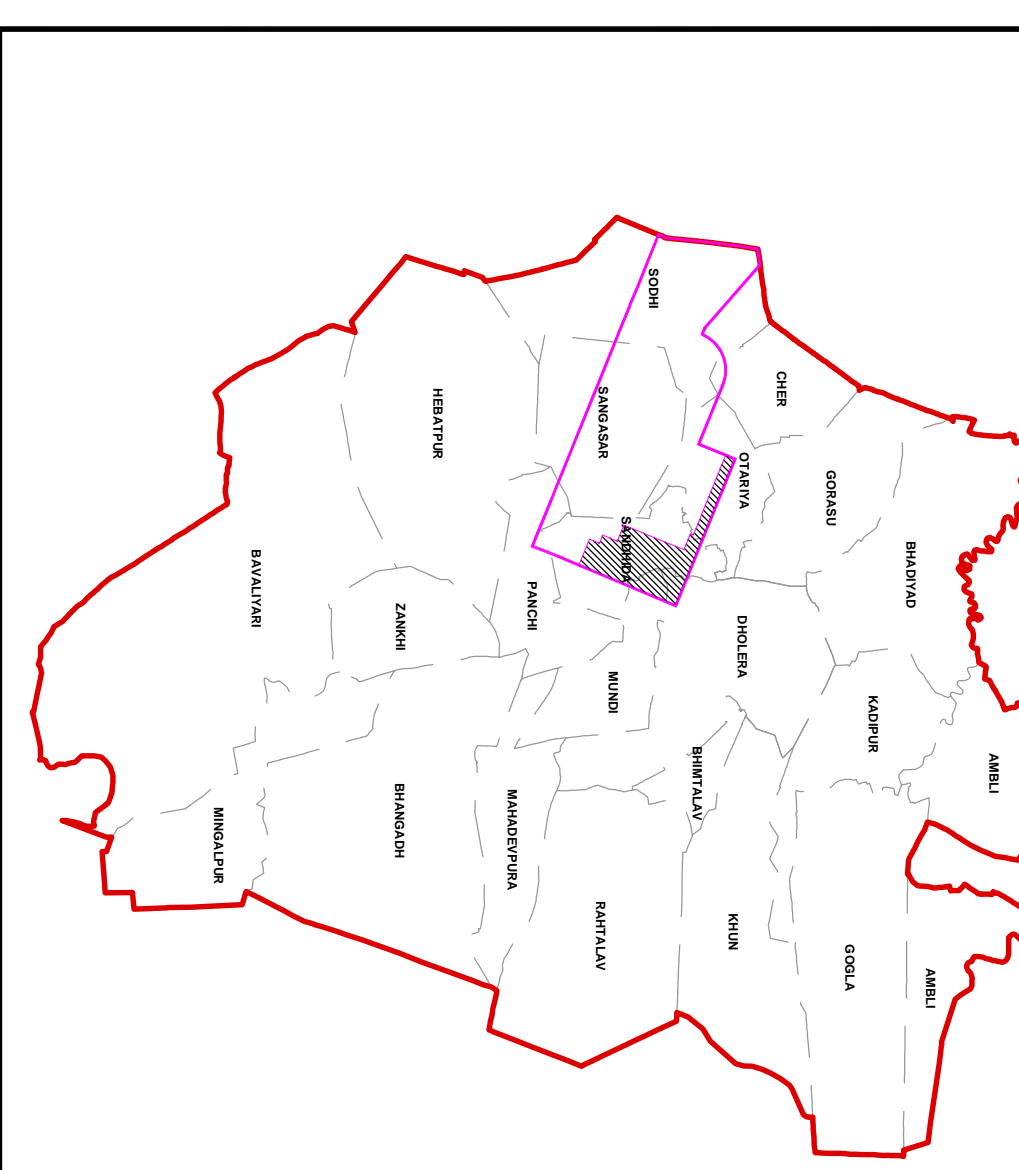 SODHI
CHER
HEBATPUR
SANGASAR
OTARIYA
GORASU
BAVALIYARI
SANDHIDA
BHADIYAD
ZANKHI
PANCHI
DHOLERA
MUNDI
KADIPUR
BHIMTALAV
AMBLI
MINGALPUR
BHANGADH
MAHADEVPURA
RAHTALAV
KHUN
GOGLA
AMBLI